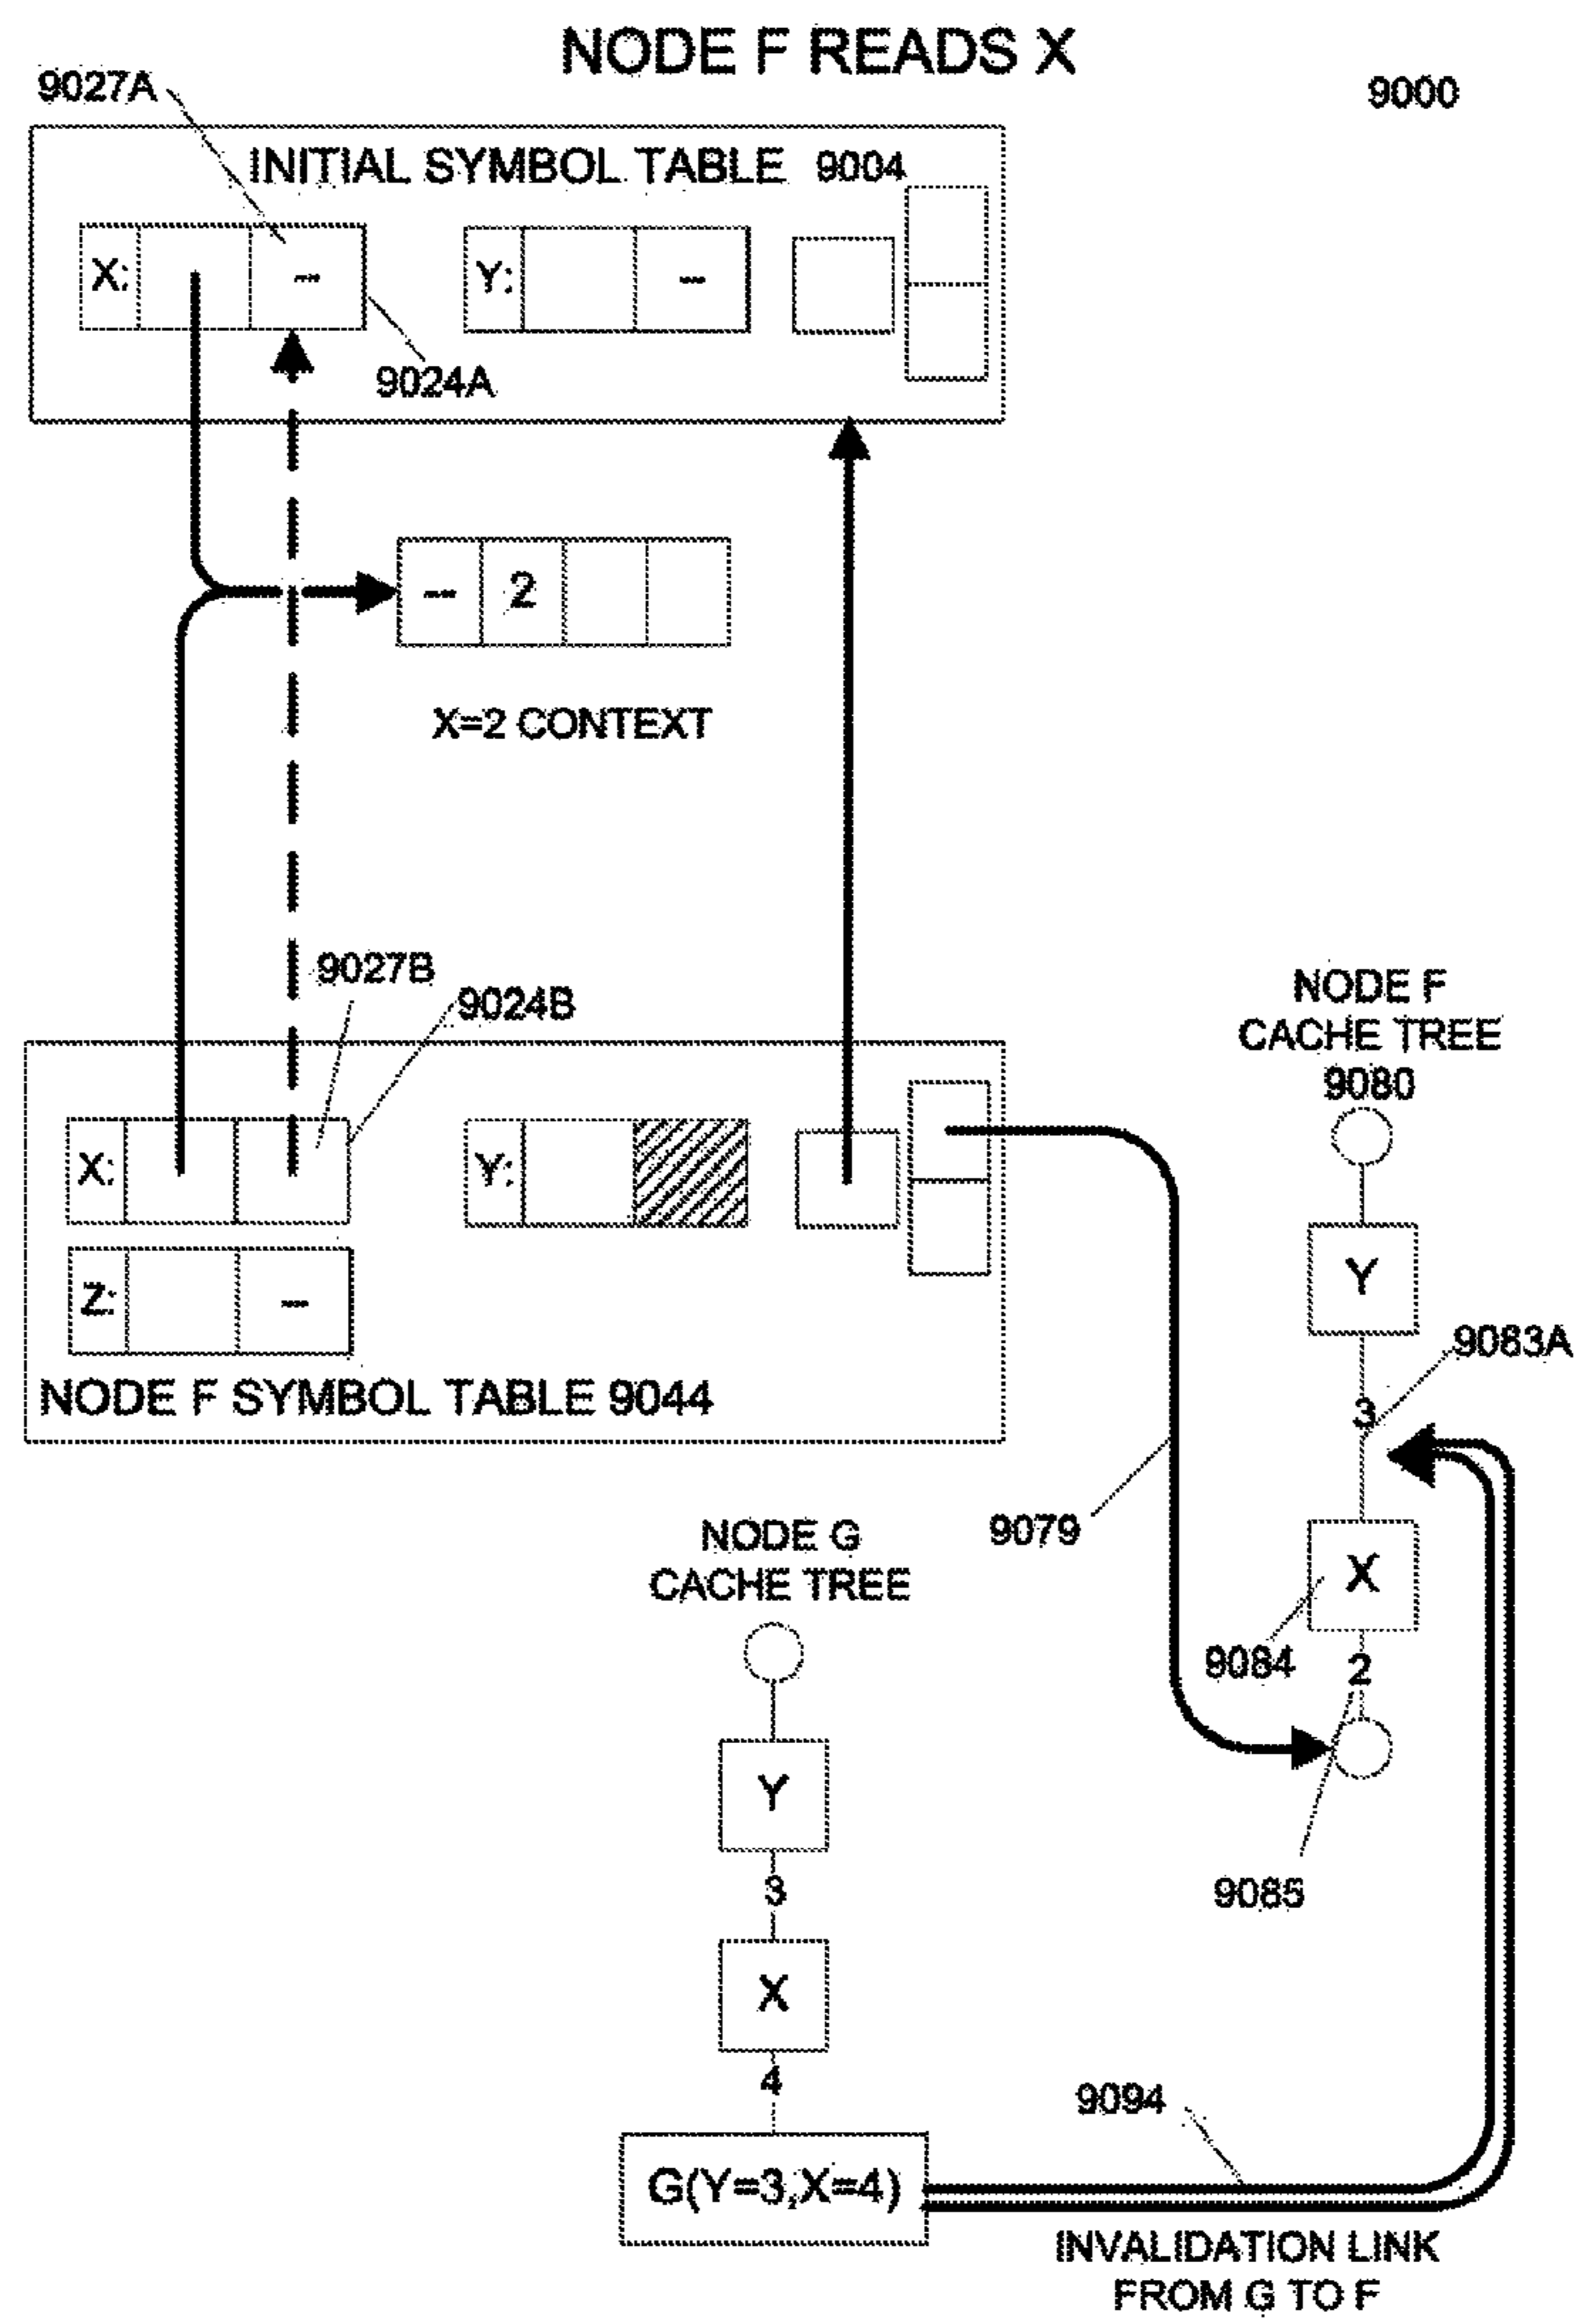 NODE F READS X
9027A
9000
INITIAL SYMBOL TABLE 9004
X: -- Y: --
9024A
-- 2
X=2 CONTEXT
9027B
9024B
NODE F
CACHE TREE
9080
X: Y:
Y
Z: --
9083A
NODE F SYMBOL TABLE 9044
3
9079
NODE G
CACHE TREE
X
9084
2
Y
9085
3
X
4
9094
G(Y=3,X=4)
INVALIDATION LINK
FROM G TO F